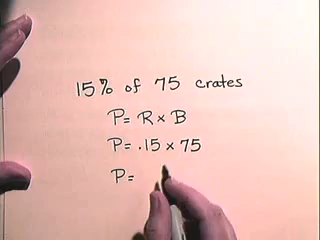 15% of 75 crates
P= R x B
P= .15 x 75
P=